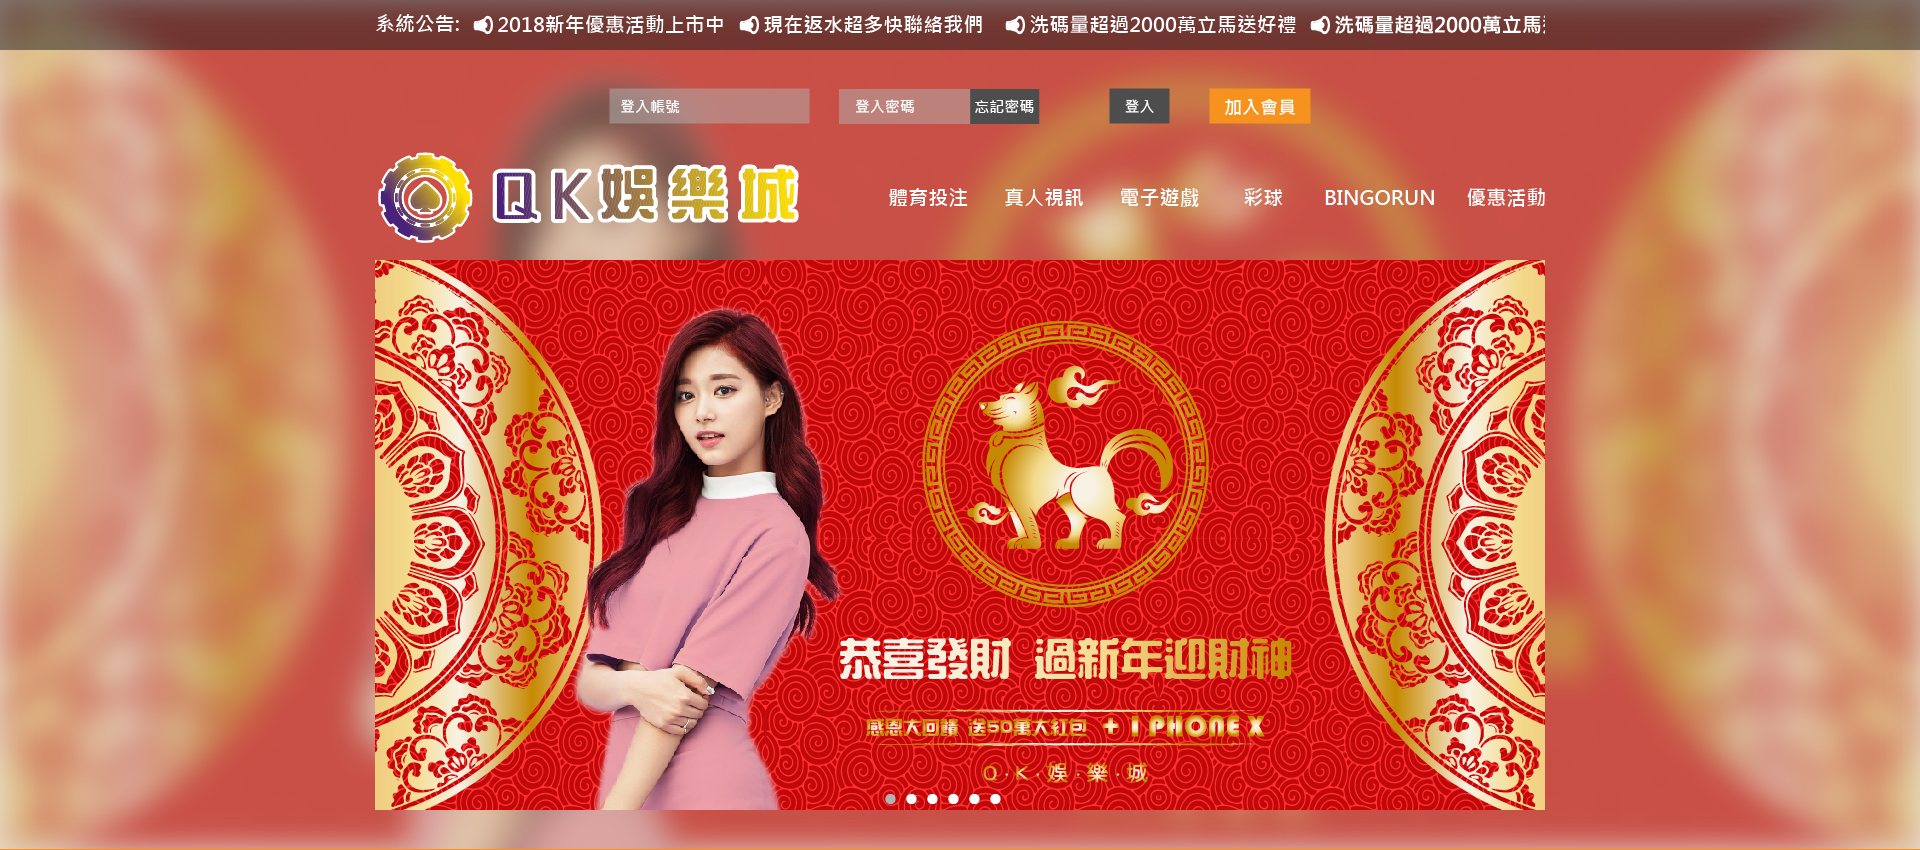 系統公告: 2018新年優惠活動上市中 現在返水超多快聯絡我們 洗碼量超過2000萬立馬送好禮 洗碼量超過2000萬立馬
登入帳號 登入密碼 忘記密碼 登入 加入會員
QK娛樂城
體育投注 真人視訊 電子遊戲 彩球 BINGORUN 優惠活動
恭喜發財 過新年迎財神
感恩大回饋 送50萬大紅包 + I PHONE X
Q·K·娛·樂·城